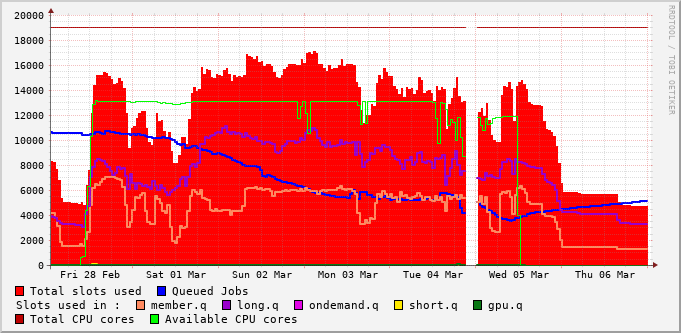 20000
18000
16000
14000
12000
10000
8000
6000
4000
2000
0
Fri 28 Feb Sat 01 Mar Sun 02 Mar Mon 03 Mar Tue 04 Mar Wed 05 Mar Thu 06 Mar
Total slots used Queued Jobs
Slots used in : member.q long.q ondemand.q short.q gpu.q
Total CPU cores Available CPU cores
RRDTOOL / TOBI OETIKER